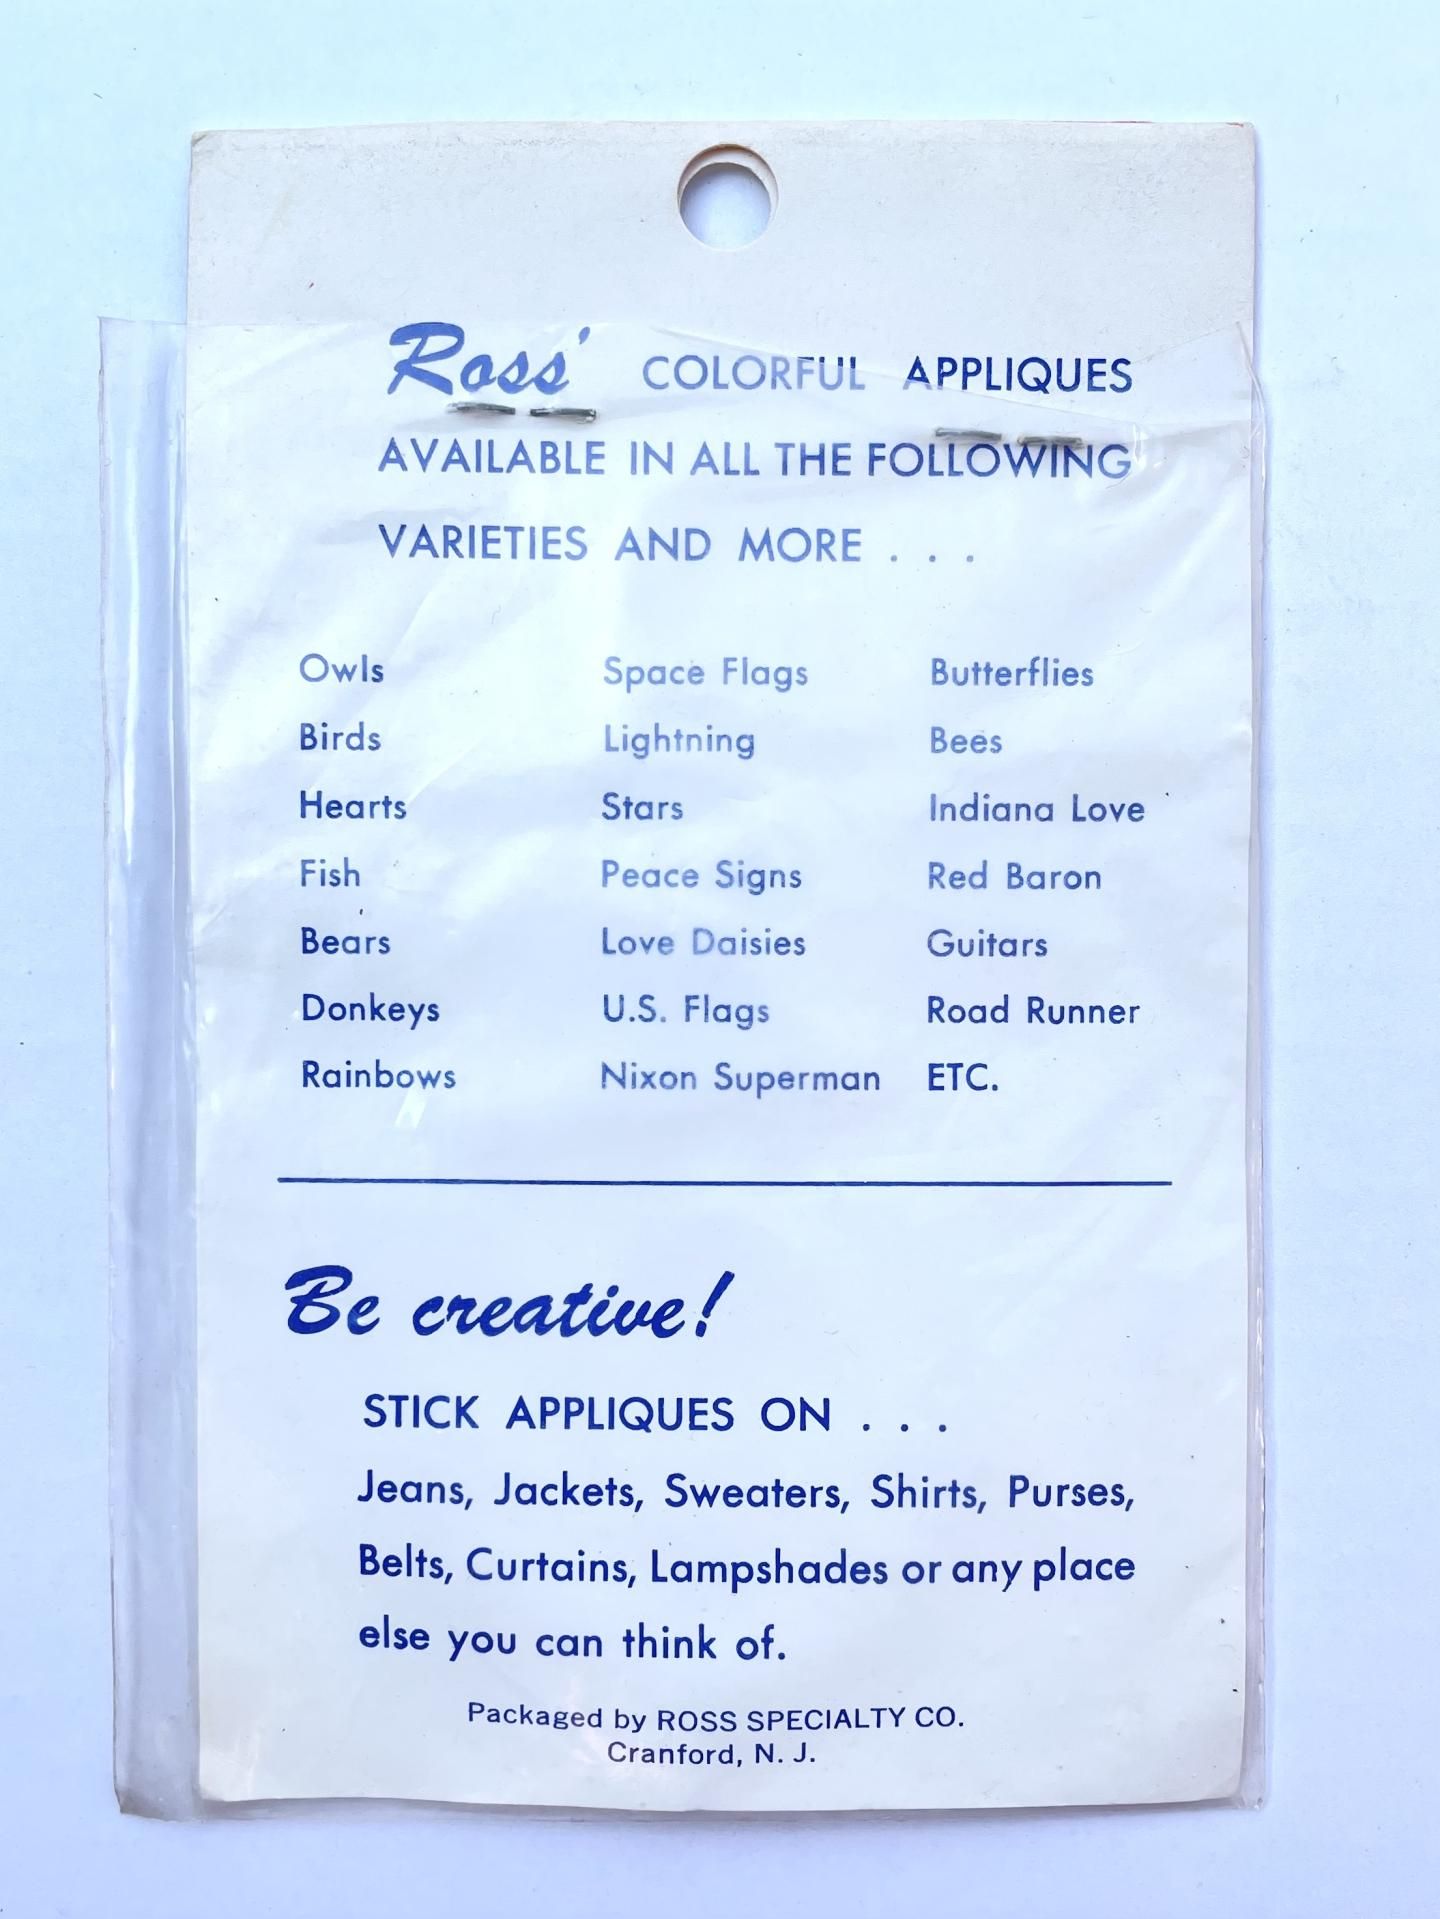 Ross' COLORFUL APPLIQUES
AVAILABLE IN ALL THE FOLLOWING
VARIETIES AND MORE . . .
Owls Space Flags Butterflies
Birds Lightning Bees
Hearts Stars Indiana Love
Fish Peace Signs Red Baron
Bears Love Daisies Guitars
Donkeys U.S. Flags Road Runner
Rainbows Nixon Superman ETC.
Be creative!
STICK APPLIQUES ON . . .
Jeans, Jackets, Sweaters, Shirts, Purses,
Belts, Curtains, Lampshades or any place
else you can think of.
Packaged by ROSS SPECIALTY CO.
Cranford, N. J.